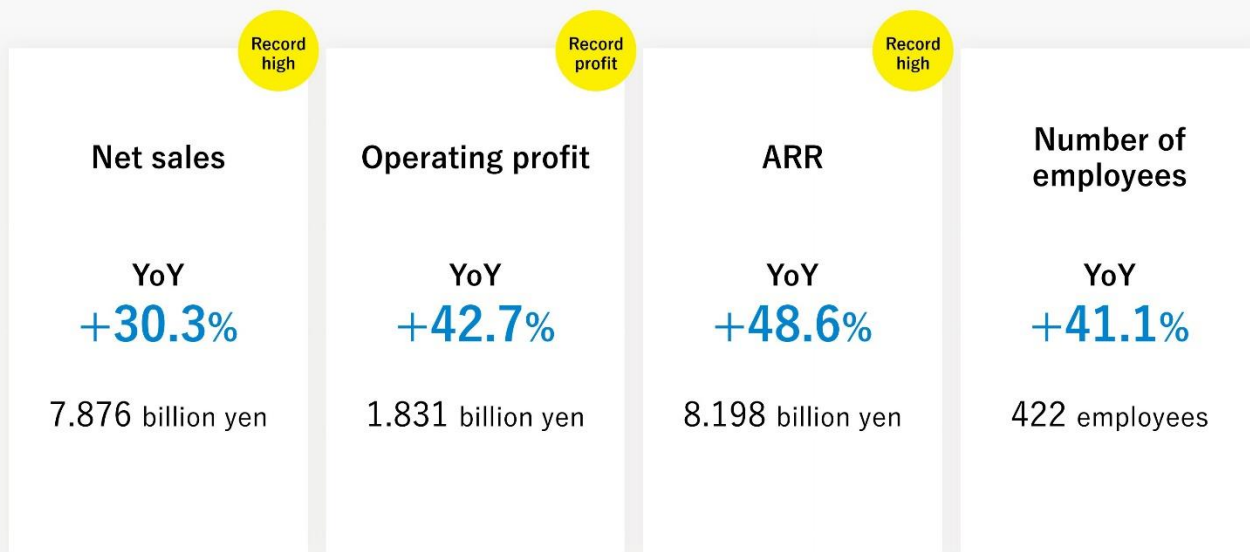 Record
high
Net sales
YoY
+30.3%
7.876 billion yen
Record
profit
Operating profit
YoY
+42.7%
1.831 billion yen
Record
high
ARR
YoY
+48.6%
8.198 billion yen
Number of
employees
YoY
+41.1%
422 employees